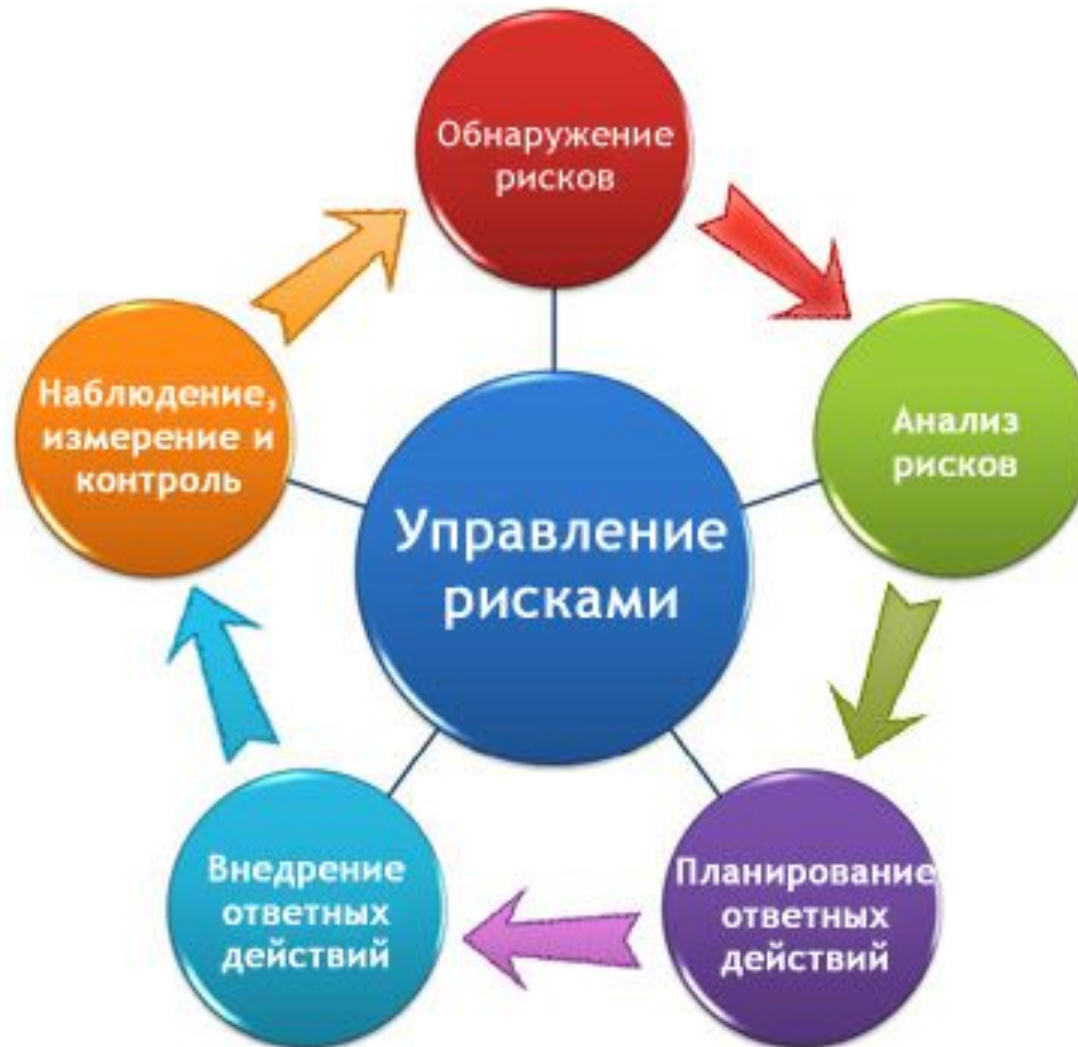 Обнаружение
рисков
Анализ
рисков
Планирование
ответных
действий
Внедрение
ответных
действий
Наблюдение,
измерение и
контроль
Управление
рисками